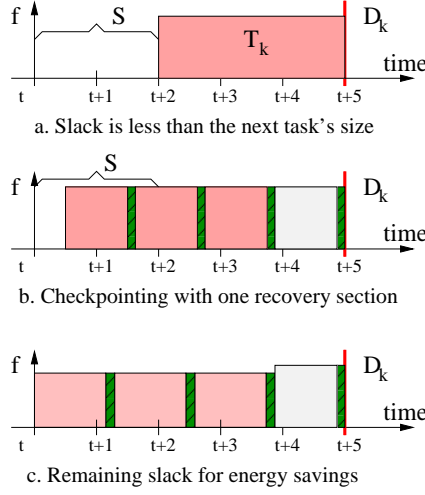 f S T_k D_k
time
t t+1 t+2 t+3 t+4 t+5
a. Slack is less than the next task's size
f S D_k
time
t t+1 t+2 t+3 t+4 t+5
b. Checkpointing with one recovery section
f D_k
time
t t+1 t+2 t+3 t+4 t+5
c. Remaining slack for energy savings